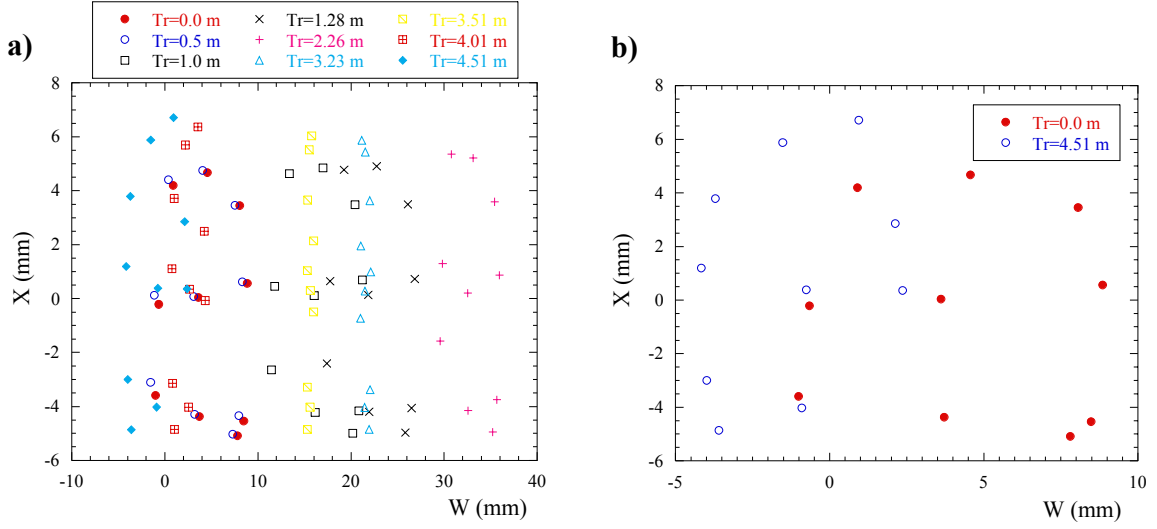 a)
Tr=0.0 m Tr=1.28 m Tr=3.51 m
Tr=0.5 m Tr=2.26 m Tr=4.01 m
Tr=1.0 m Tr=3.23 m Tr=4.51 m
8
6
4
2
0
-2
-4
-6
X (mm)
-10 0 10 20 30 40
W (mm)
b)
Tr=0.0 m
Tr=4.51 m
8
6
4
2
0
-2
-4
-6
X (mm)
-5 0 5 10
W (mm)